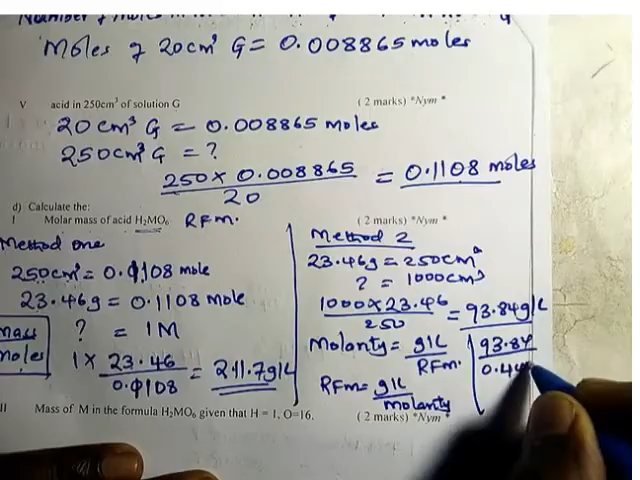 Moles of 20cm³ G = 0.008865 moles
V acid in 250cm³ of solution G (2 marks) *Nym *
20cm³ G = 0.008865 moles
250cm³ G = ?
250 x 0.008865
20
= 0.1108 moles
d) Calculate the:
I Molar mass of acid H₂MO₆ RFM. (2 marks) *Nym *
Method one
250cm³ = 0.1108 mole
23.46g = 0.1108 mole
? = 1M
mass
moles
1 x 23.46
0.1108
= 211.7g/L
Method 2
23.46g = 250cm³
? = 1000cm³
1000 x 23.46
250
= 93.84g/L
Molarity = g/L
RFM.
RFM = g/L
molarity
93.84
0.44
II Mass of M in the formula H₂MO₆ given that H = 1, O=16. (2 marks) *Nym *